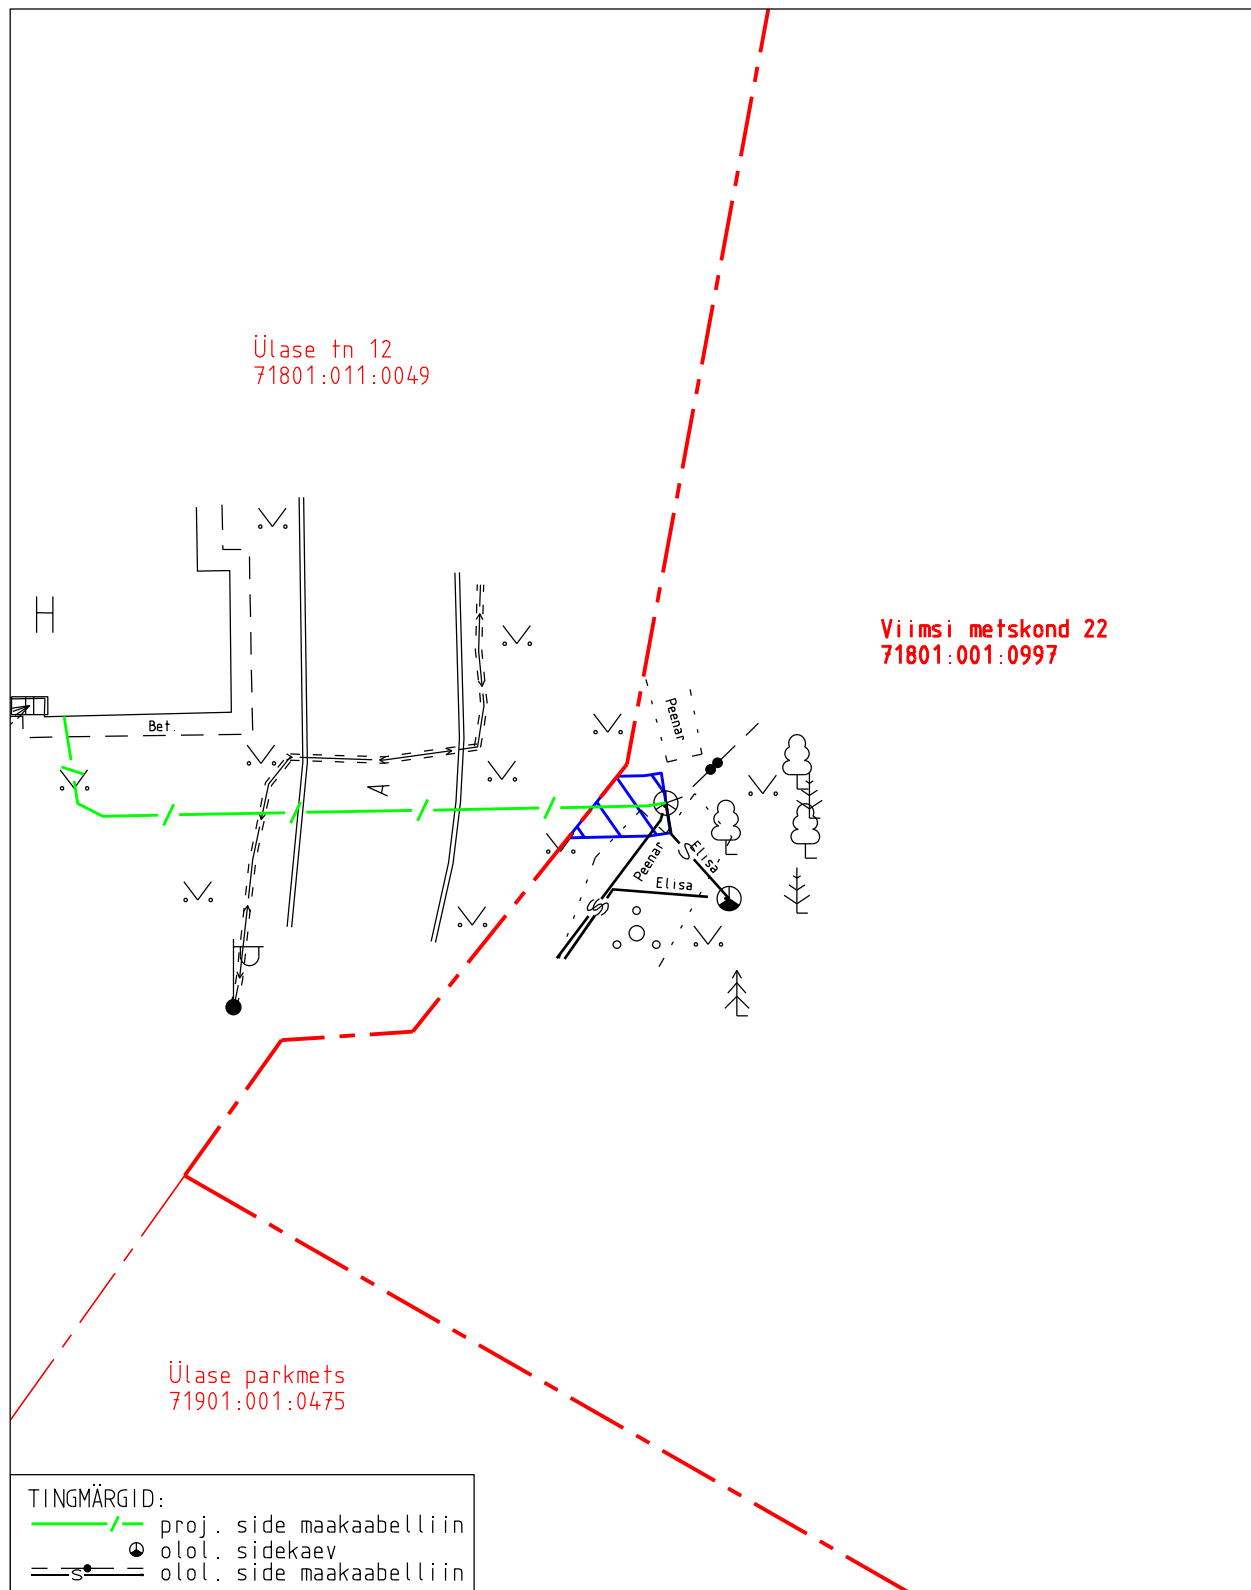 Ülase tn 12
71801:011:0049
H
Viimsi metskond 22
71801:001:0997
Peenar
Bet.
A
Peenar
Elisa
S
Elisa
S
S
P
Ülase parkmets
71901:001:0475
TINGMÄRGID:
proj. side maakaabelliin
olol. sidekaev
S olol. side maakaabelliin